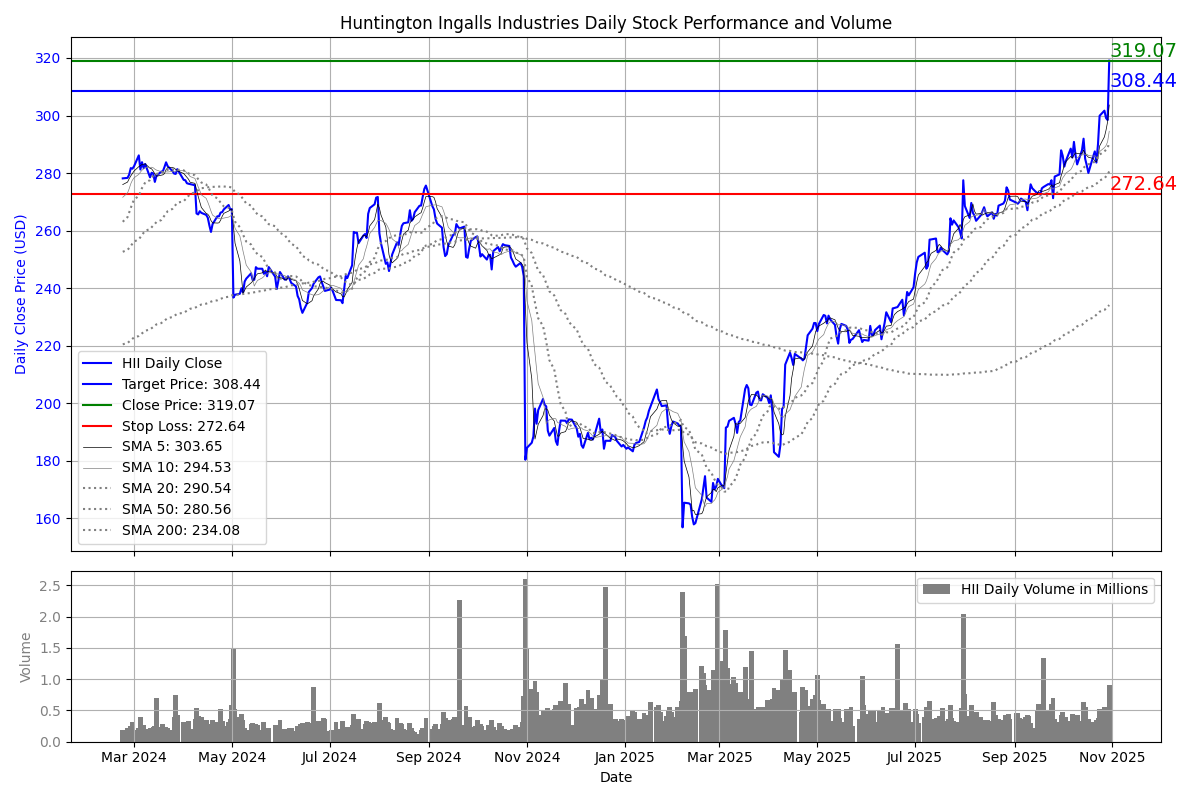 Huntington Ingalls Industries Daily Stock Performance and Volume
Daily Close Price (USD)
320
300
280
260
240
220
200
180
160
319.07
308.44
272.64
HII Daily Close
Target Price: 308.44
Close Price: 319.07
Stop Loss: 272.64
SMA 5: 303.65
SMA 10: 294.53
SMA 20: 290.54
SMA 50: 280.56
SMA 200: 234.08
Volume
2.5
2.0
1.5
1.0
0.5
0.0
HII Daily Volume in Millions
Mar 2024
May 2024
Jul 2024
Sep 2024
Nov 2024
Jan 2025
Mar 2025
May 2025
Jul 2025
Sep 2025
Nov 2025
Date